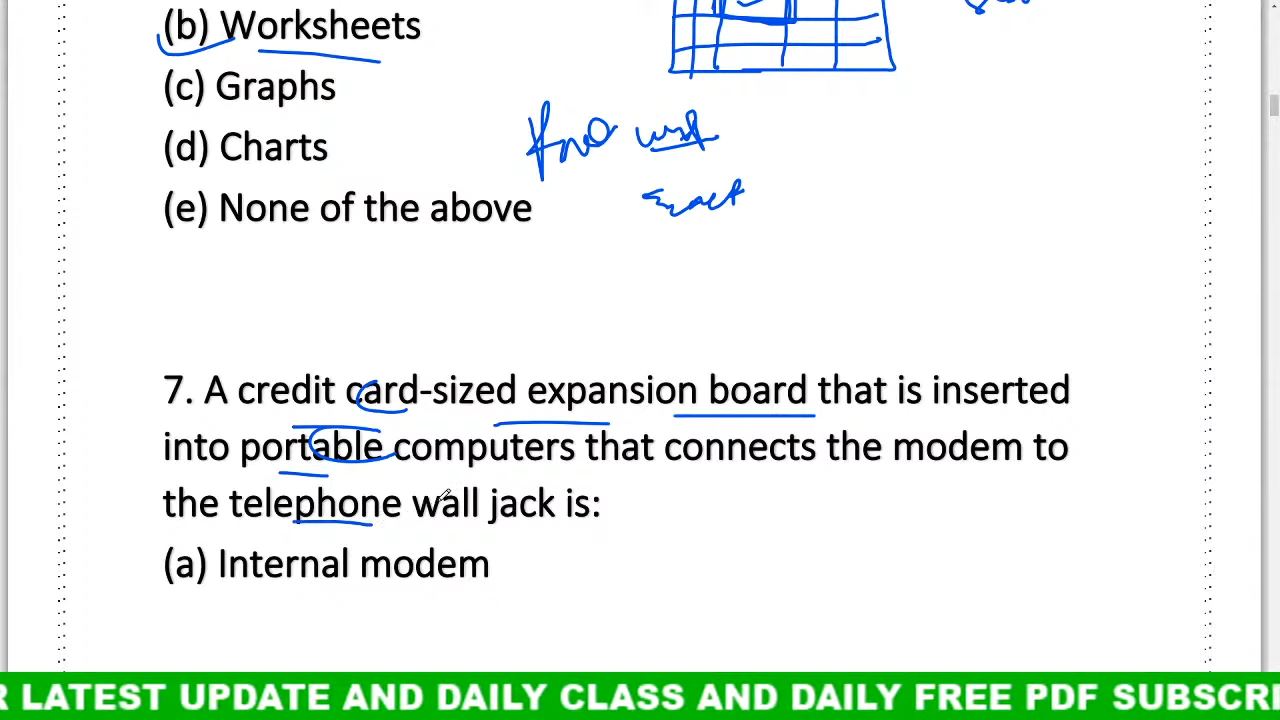 (b) Worksheets
(c) Graphs
(d) Charts
(e) None of the above
exact
7. A credit card-sized expansion board that is inserted
into portable computers that connects the modem to
the telephone wall jack is:
(a) Internal modem
R LATEST UPDATE AND DAILY CLASS AND DAILY FREE PDF SUBSCRI